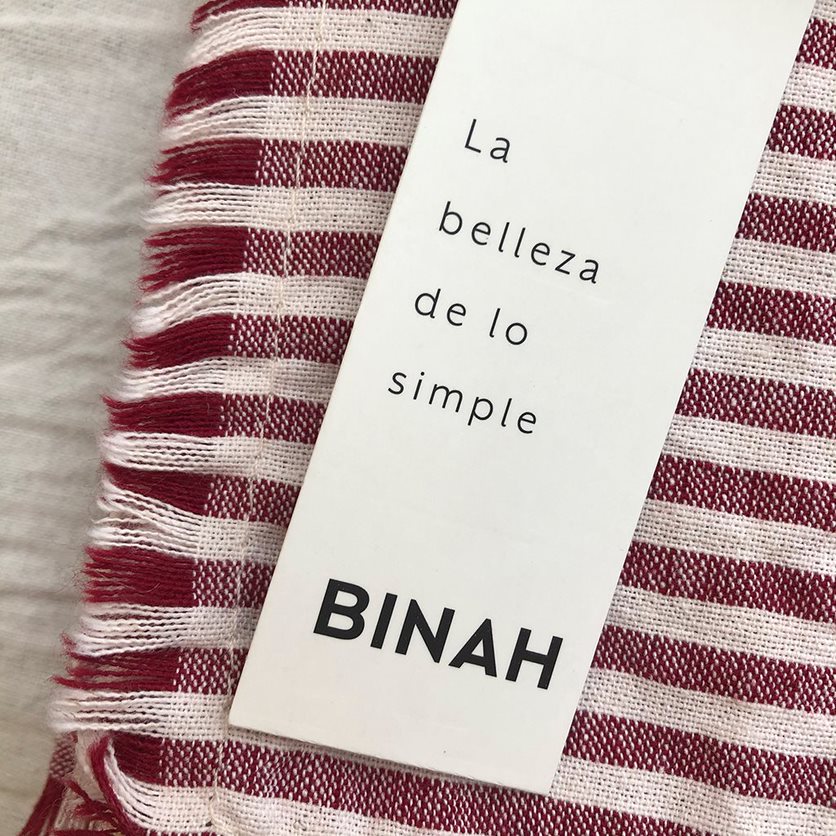 La
belleza
de lo
simple
BINAH